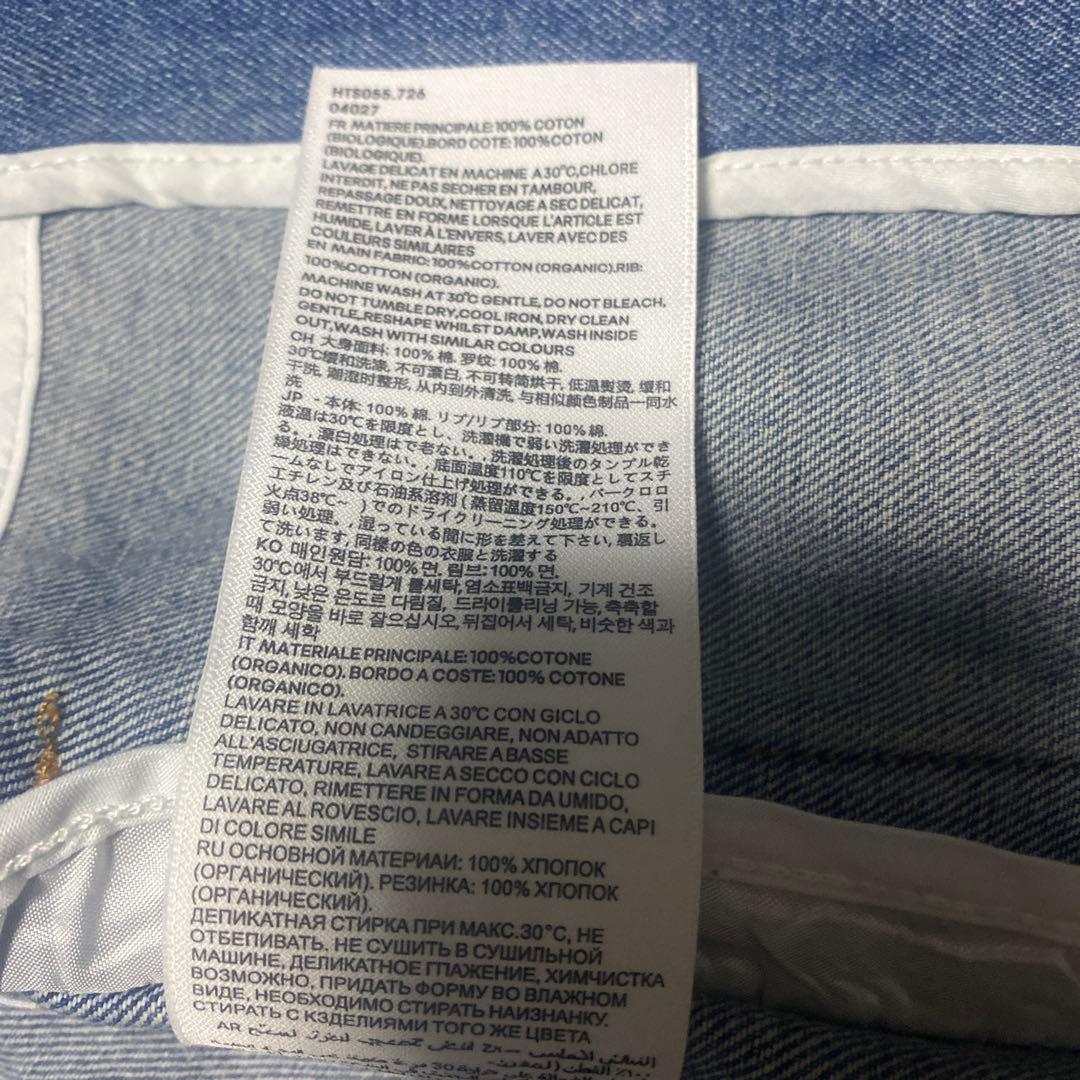 HTS055.726
04027
FR MATIERE PRINCIPALE: 100% COTON
(BIOLOGIQUE).BORD COTE: 100%COTON
(BIOLOGIQUE).
LAVAGE DELICAT EN MACHINE A 30°C,CHLORE
INTERDIT, NE PAS SECHER EN TAMBOUR,
REPASSAGE DOUX, NETTOYAGE A SEC DELICAT,
REMETTRE EN FORME LORSQUE L'ARTICLE EST
HUMIDE, LAVER À L'ENVERS, LAVER AVEC DES
COULEURS SIMILAIRES
EN MAIN FABRIC: 100%COTTON (ORGANIC).RIB:
100%COTTON (ORGANIC).
MACHINE WASH AT 30°C GENTLE, DO NOT BLEACH,
DO NOT TUMBLE DRY,COOL IRON, DRY CLEAN
GENTLE,,RESHAPE WHILST DAMP,WASH INSIDE
OUT,WASH WITH SIMILAR COLOURS
CH 大身面料: 100% 棉. 罗纹: 100% 棉.
30℃缓和洗涤, 不可漂白, 不可转筒烘干, 低温熨烫, 缓和
干洗, 潮湿时整形, 从内到外清洗, 与相似颜色制品一同水
洗
JP - 本体: 100% 綿. リブ/リブ部分: 100% 綿.
液温は30℃を限度とし、洗濯機で弱い洗濯処理ができ
る。, 漂白処理はで老ない。, 洗濯処理後のタンブル乾
燥処理はできない。, 底面温度110℃を限度としてスチ
ームなしでアイロン仕上げ処理ができる。, パークロロ
エチレン及び石油系溶剤 ( 蒸留温度150℃~210℃、引
火点38℃~ ) でのドライクリーニング処理ができる。
弱い処理。, 湿っている間に形を差えて下さい, 裏返し
て洗います, 同様の色の衣服と洗濯する
KO 매인원담: 100% 면. 림브: 100% 면.
30℃에서 부드럽게 틀세탁,염소표백금지, 기계 건조
금지, 낮은 온도로 다림질, 드라이틀리닝 가능,축축할
때 모양을 바로 잡으십시오,뒤집어서 세탁,비슷한 색과
함께 세학
IT MATERIALE PRINCIPALE: 100%COTONE
(ORGANICO). BORDO A COSTE: 100% COTONE
(ORGANICO).
LAVARE IN LAVATRICE A 30°C CON GICLO
DELICATO, NON CANDEGGIARE, NON ADATTO
ALL'ASCIUGATRICE, STIRARE A BASSE
TEMPERATURE, LAVARE A SECCO CON CICLO
DELICATO, RIMETTERE IN FORMA DA UMIDO,
LAVARE AL ROVESCIO, LAVARE INSIEME A CAPI
DI COLORE SIMILE
RU ОСНОВНОЙ МАТЕРИАИ: 100% ХПОПОК
(ОРГАНИЧЕСКИЙ). РЕЗИНКА: 100% ХПОПОК
(ОРГАНИЧЕСКИЙ).
ДЕПИКАТНАЯ СТИРКА ПРИ МАКС.30°С, НЕ
ОТБЕПИВАТЬ. НЕ СУШИТЬ В СУШИЛЬНОЙ
МАШИНЕ, ДЕЛИКАТНОЕ ГПАЖЕНИЕ, ХИМЧИСТКА
ВОЗМОЖНО, ПРИДАТЬ ФОРМУ ВО ВЛАЖНОМ
ВИДЕ, НЕОБХОДИМО СТИРАТЬ НАИЗНАНКУ.
СТИРАТЬ С КЗДЕЛИЯМИ ТОГО ЖЕ ЦВЕТА
AR